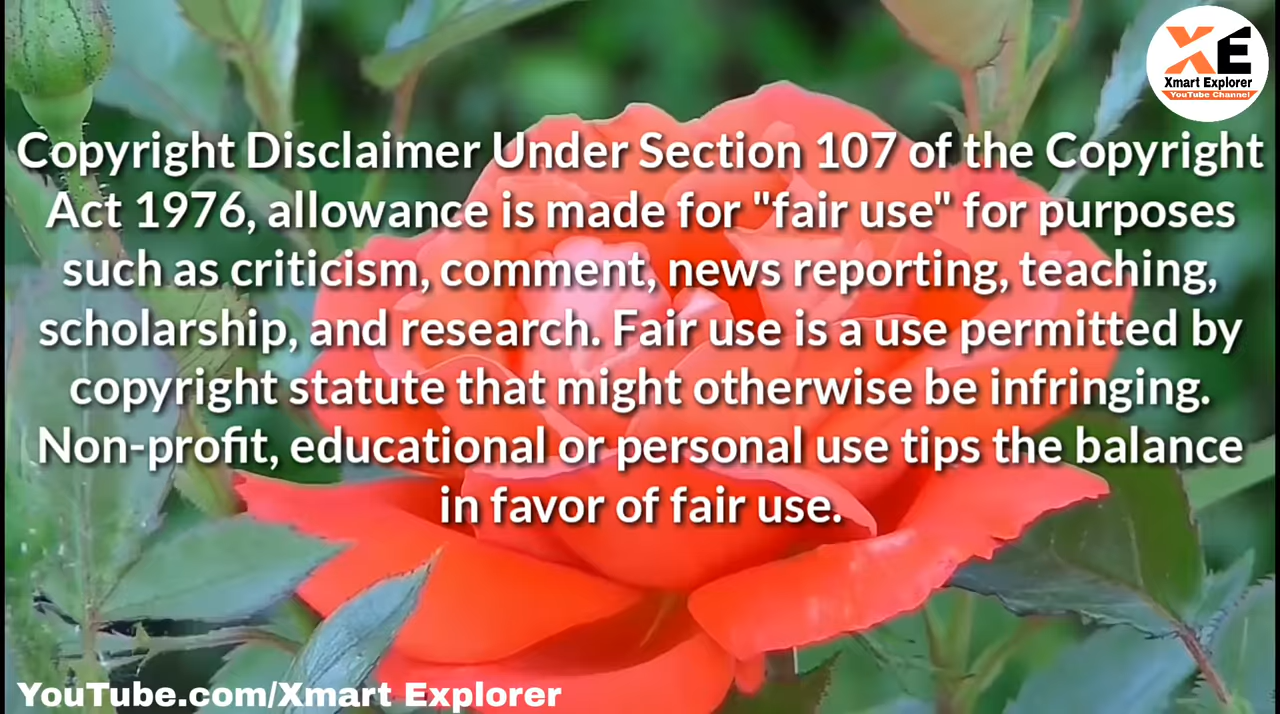 XE
Xmart Explorer
YouTube Channel
Copyright Disclaimer Under Section 107 of the Copyright
Act 1976, allowance is made for "fair use" for purposes
such as criticism, comment, news reporting, teaching,
scholarship, and research. Fair use is a use permitted by
copyright statute that might otherwise be infringing.
Non-profit, educational or personal use tips the balance
in favor of fair use.
YouTube.com/Xmart Explorer